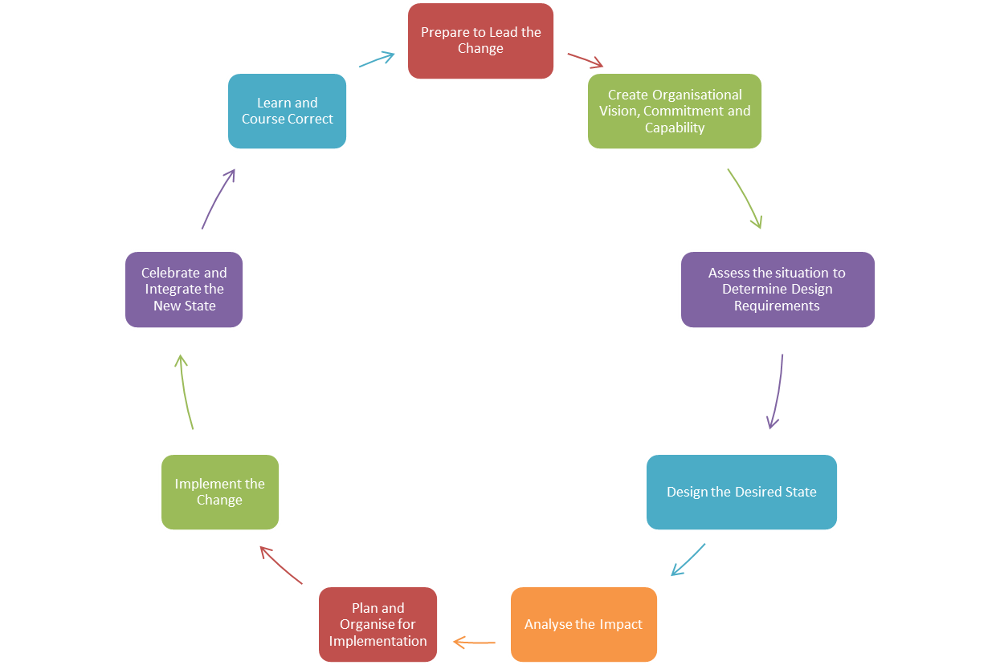 Prepare to Lead the
Change
Create Organisational
Vision, Commitment and
Capability
Assess the situation to
Determine Design
Requirements
Design the Desired State
Analyse the Impact
Plan and
Organise for
Implementation
Implement the
Change
Celebrate and
Integrate the
New State
Learn and
Course Correct